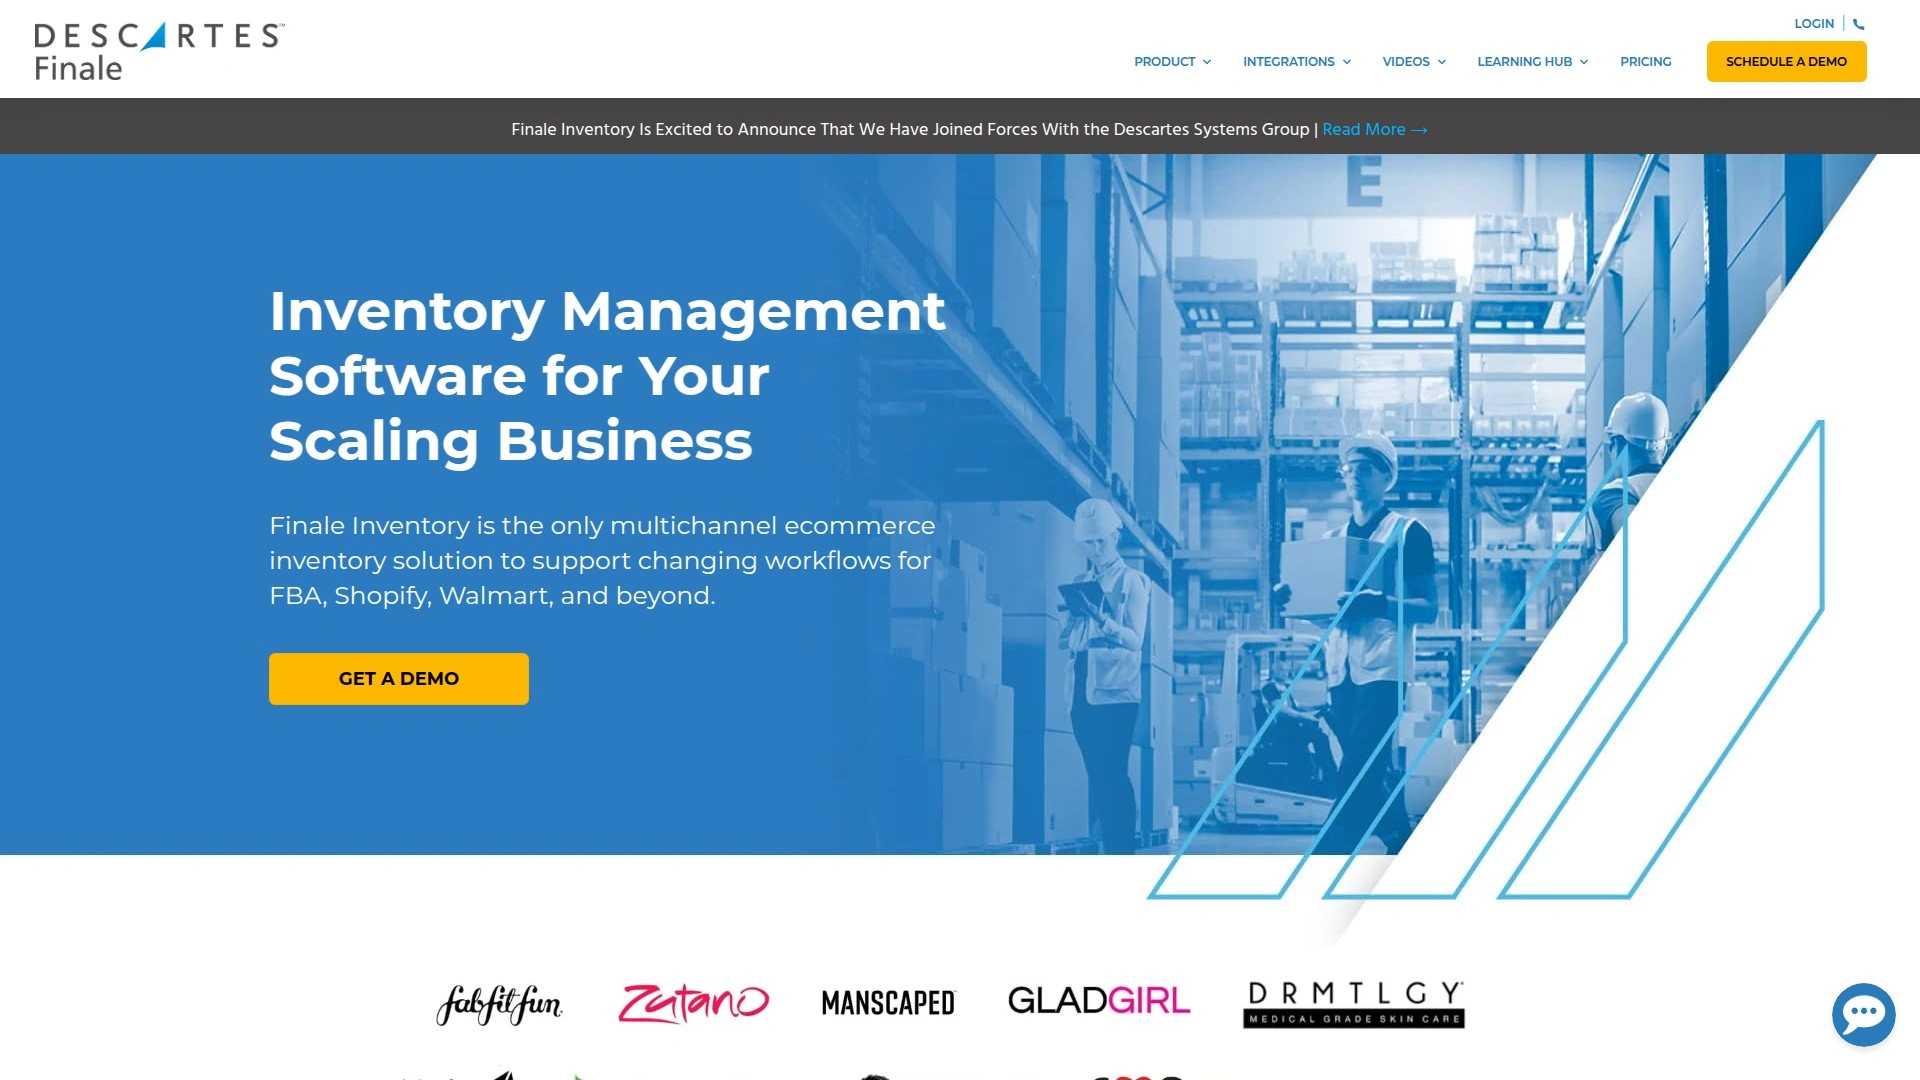 DESCARTES™
Finale
LOGIN
PRODUCT
INTEGRATIONS
VIDEOS
LEARNING HUB
PRICING
SCHEDULE A DEMO
Finale Inventory Is Excited to Announce That We Have Joined Forces With the Descartes Systems Group | Read More →
E
Inventory Management
Software for Your
Scaling Business
Finale Inventory is the only multichannel ecommerce
inventory solution to support changing workflows for
FBA, Shopify, Walmart, and beyond.
GET A DEMO
fabfitfun
Zutano
MANSCAPED
GLADGIRL
DRMTLGY
MEDICAL GRADE SKIN CARE